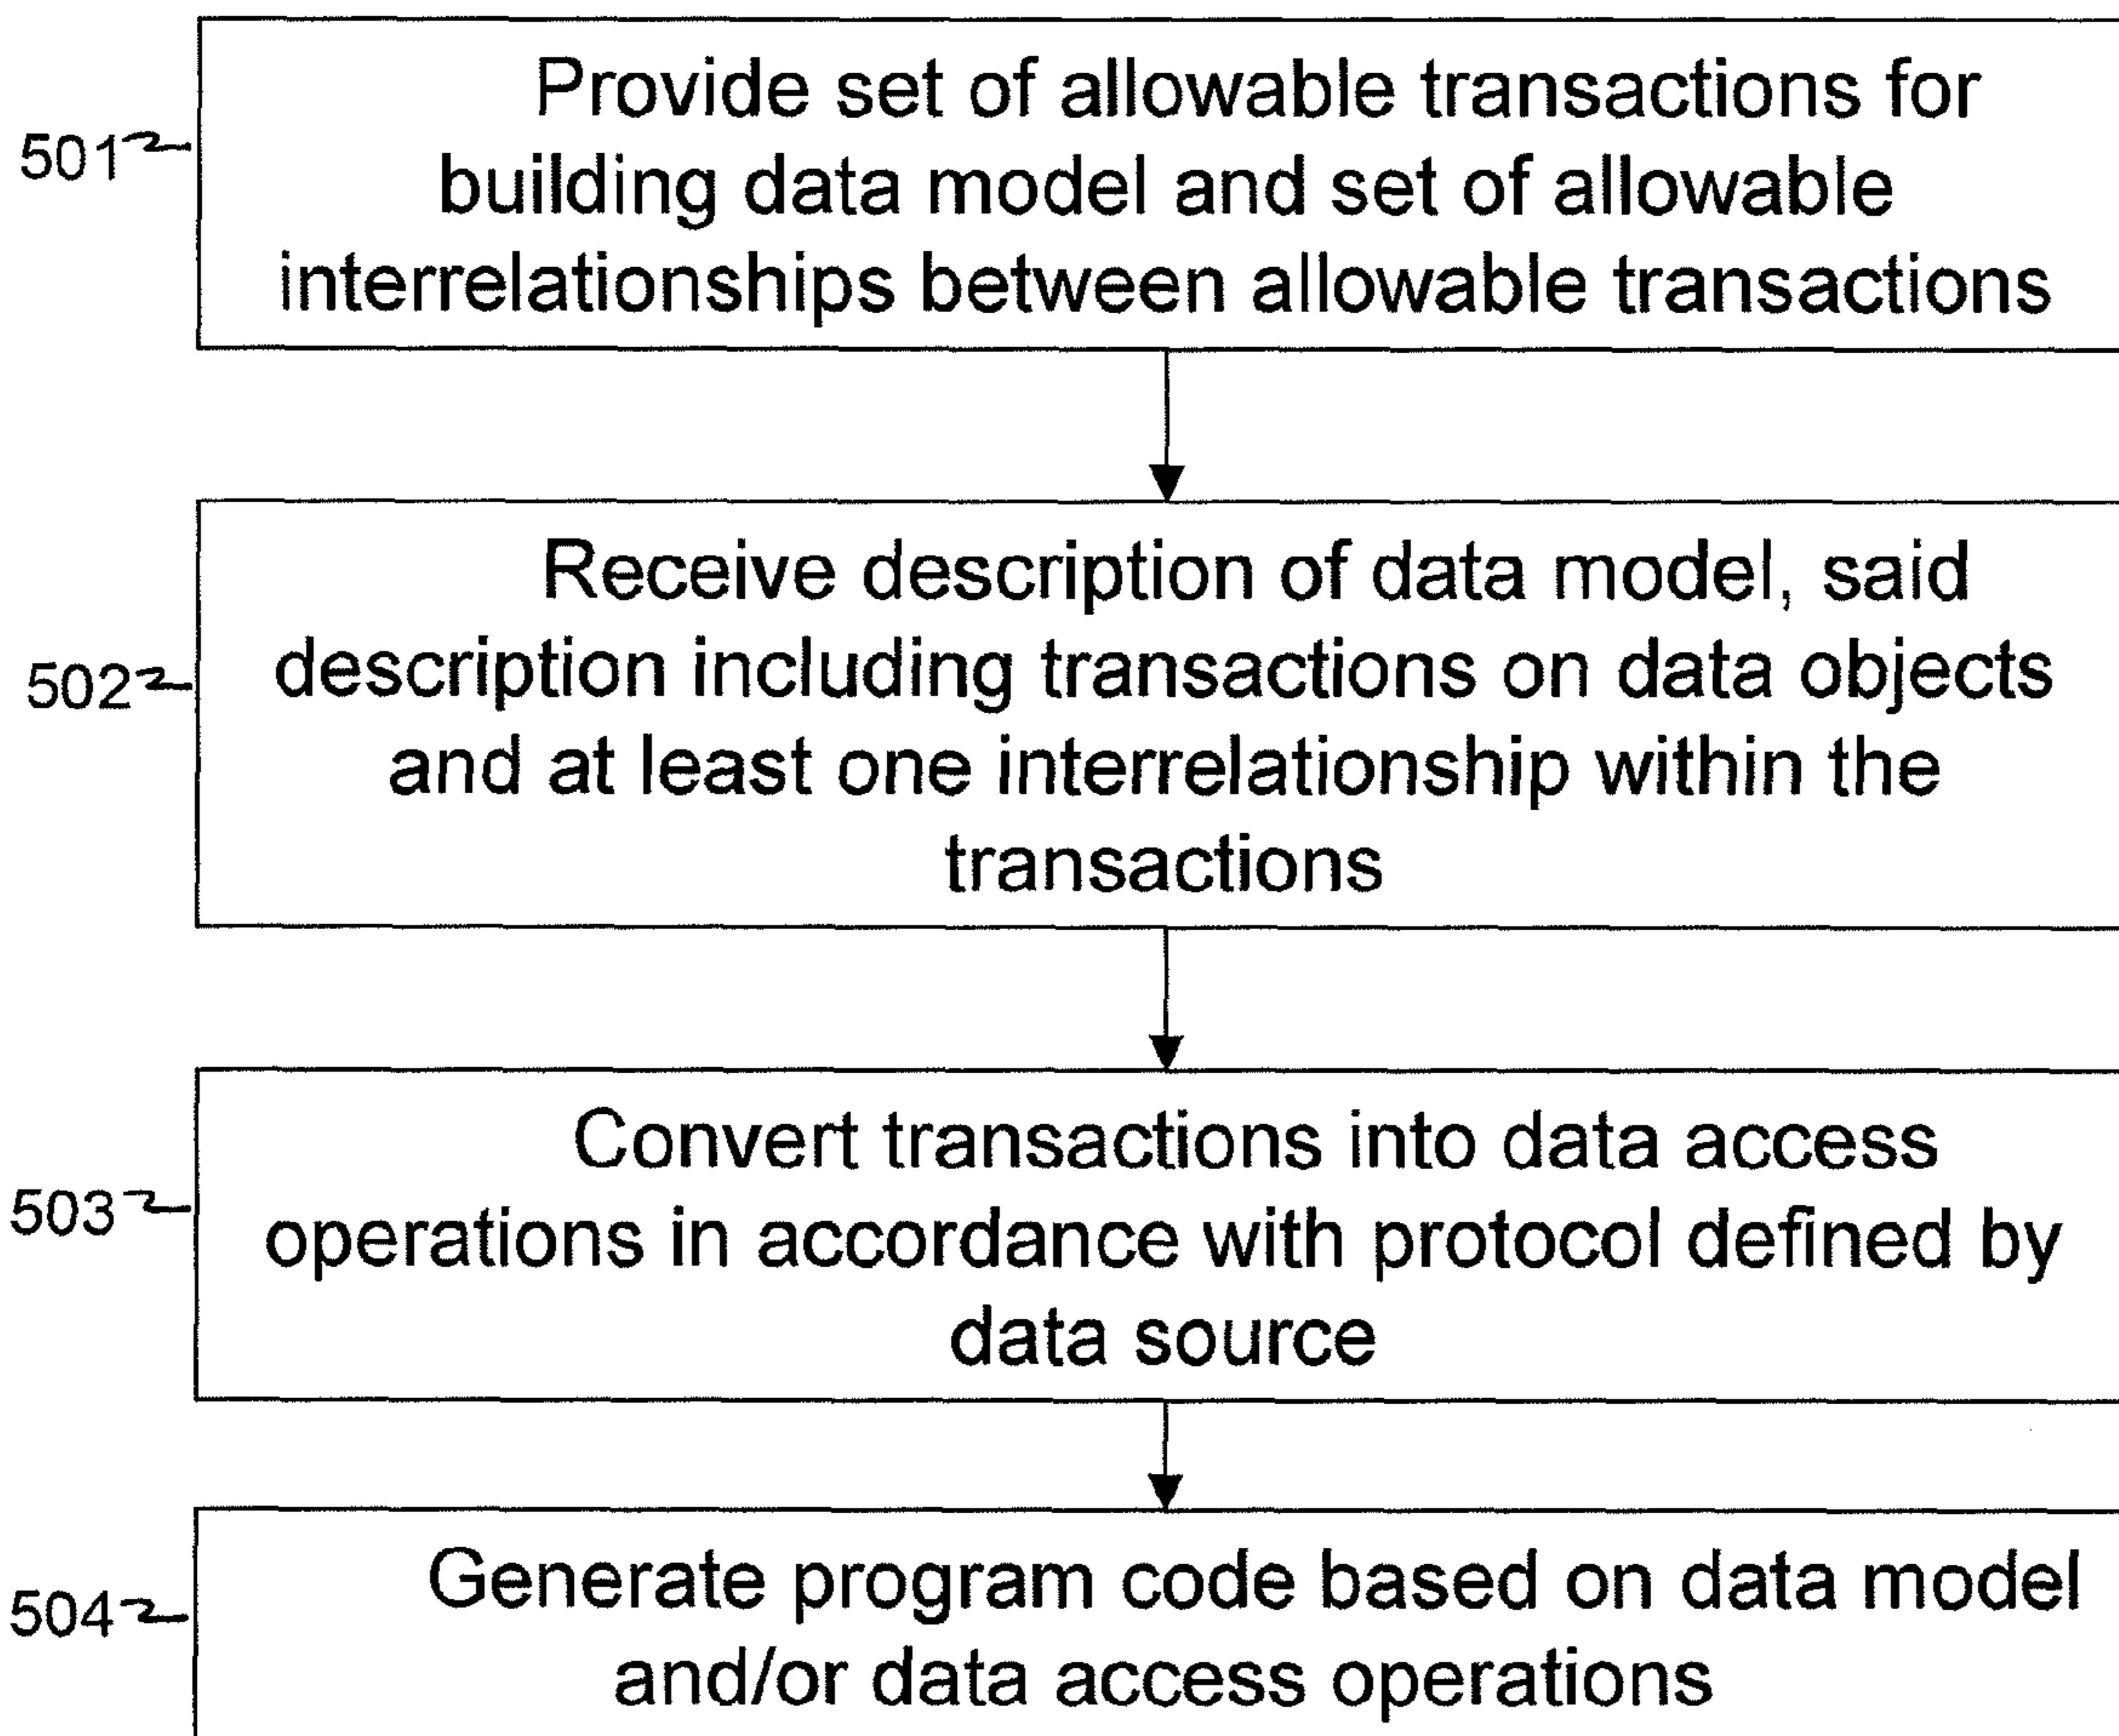 Provide set of allowable transactions for
501
building data model and set of allowable
interrelationships between allowable transactions
Receive description of data model, said
502
description including transactions on data objects
and at least one interrelationship within the
transactions
Convert transactions into data access
503
operations in accordance with protocol defined by
data source
Generate program code based on data model
504
and/or data access operations